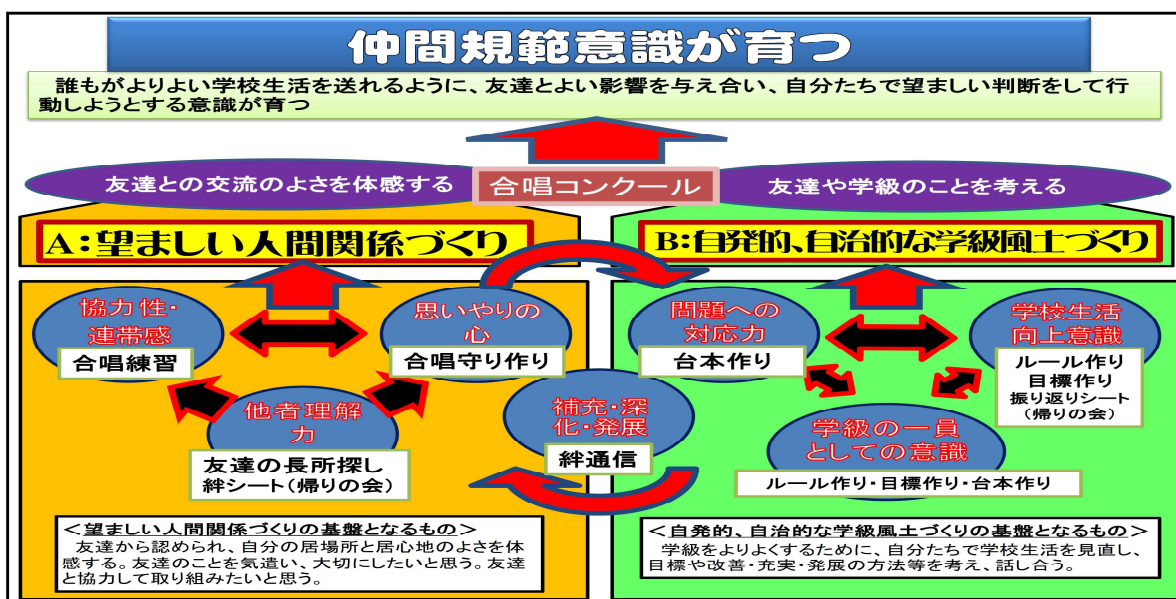 仲間規範意識が育つ
誰もがよりよい学校生活を送れるように、友達とよい影響を与え合い、自分たちで望ましい判断をして行
動しようとする意識が育つ
友達との交流のよさを体感する
合唱コンクール
友達や学級のことを考える
A:望ましい人間関係づくり
B:自発的、自治的な学級風土づくり
協力性・
連帯感
合唱練習
思いやりの
心
合唱守り作り
他者理解
力
友達の長所探し
絆シート(帰りの会)
補充・深
化・発展
絆通信
問題への
対応力
台本作り
学校生活
向上意識
ルール作り
目標作り
振り返りシート
(帰りの会)
学級の一員
としての意識
ルール作り・目標作り・台本作り
<望ましい人間関係づくりの基盤となるもの>
友達から認められ、自分の居場所と居心地のよさを体
感する。友達のことを気遣い、大切にしたいと思う。友達
と協力して取り組みたいと思う。
<自発的、自治的な学級風土づくりの基盤となるもの>
学級をよりよくするために、自分たちで学校生活を見直し、
目標や改善・充実・発展の方法等を考え、話し合う。